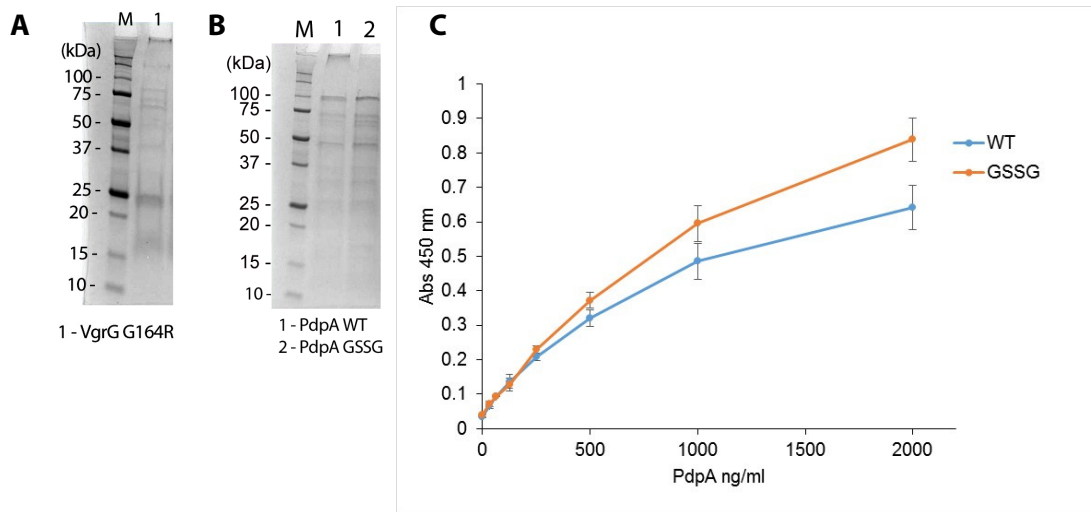 A
M 1
(kDa)
100 -
75 -
50 -
37 -
25 -
20 -
15 -
10 -
1 - VgrG G164R
B
M 1 2
(kDa)
100 -
75 -
50 -
37 -
25 -
20 -
15 -
10 -
1 - PdpA WT
2 - PdpA GSSG
C
1
0.9
0.8
0.7
0.6
0.5
0.4
0.3
0.2
0.1
0
Abs 450 nm
0 500 1000 1500 2000
PdpA ng/ml
WT
GSSG